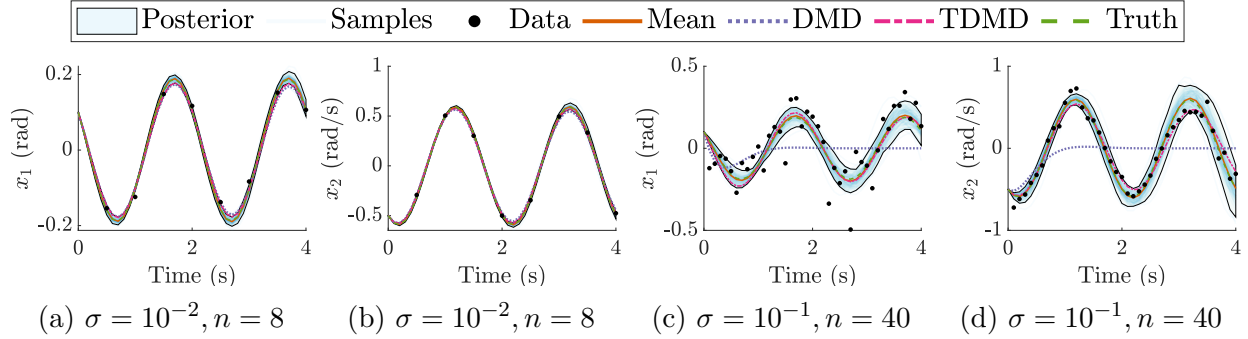 Posterior Samples Data Mean DMD TDMD Truth
0.2
0
-0.2
x₁ (rad)
0 2 4
Time (s)
1
0.5
0
-0.5
x₂ (rad/s)
0 2 4
Time (s)
0.5
0
-0.5
x₁ (rad)
0 2 4
Time (s)
1
0
-1
x₂ (rad/s)
0 2 4
Time (s)
(a) σ = 10⁻², n = 8
(b) σ = 10⁻², n = 8
(c) σ = 10⁻¹, n = 40
(d) σ = 10⁻¹, n = 40